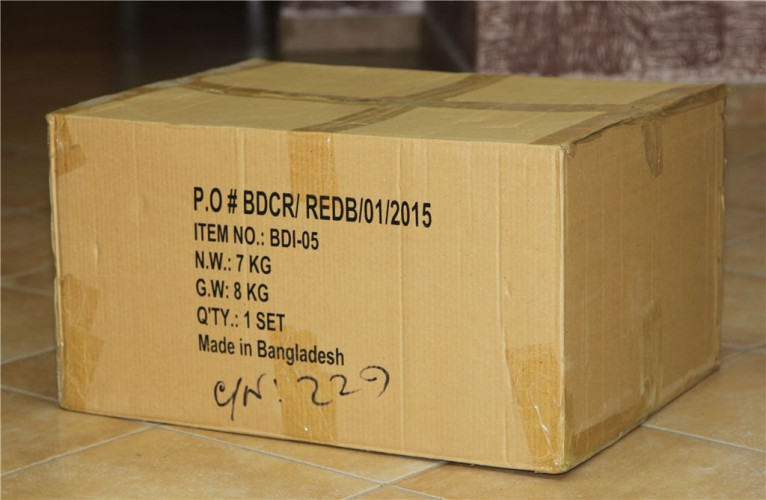 P.O # BDCR/ REDB/01/2015
ITEM NO.: BDI-05
N.W.: 7 KG
G.W: 8 KG
Q'TY.: 1 SET
Made in Bangladesh
C/N: 229